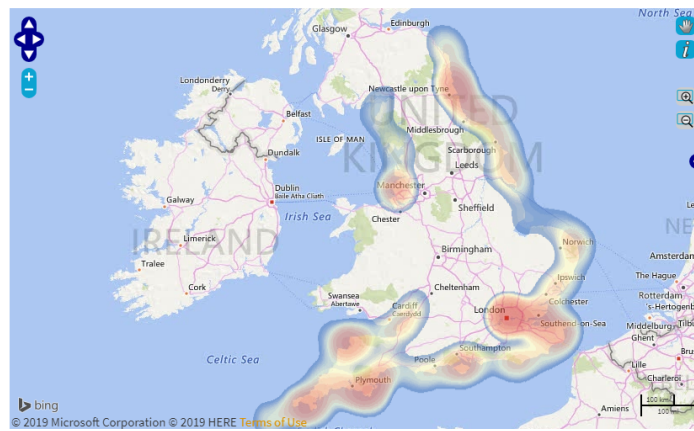 North Sea
Edinburgh
Glasgow
Londonderry
Derry
Newcastle upon Tyne
UNITED
KINGDOM
Belfast
ISLE OF MAN
Middlesbrough
Scarborough
Dundalk
Leeds
Dublin
Baile Átha Cliath
Manchester
Galway
Irish Sea
Chester
Sheffield
IRELAND
Limerick
Norwich
Tralee
Birmingham
Amsterdam
The Hague
Cork
Swansea
Abertawe
Cheltenham
Ipswich
Rotterdam
's-Hertogenb
Cardiff
Caerdydd
London
Colchester
Southend-on-Sea
Middelburg
Ghent
Celtic Sea
Poole
Southampton
Lille
Plymouth
Charleroi
bing
100 km
100 mi
Amiens
© 2019 Microsoft Corporation © 2019 HERE Terms of Use